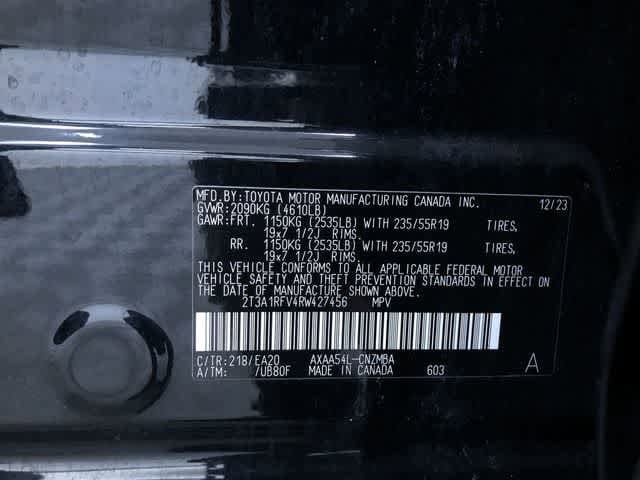 MFD.BY:TOYOTA MOTOR MANUFACTURING CANADA INC. 12/23
GVWR:2090KG (4610LB)
GAWR:FRT. 1150KG (2535LB) WITH 235/55R19 TIRES,
19x7 1/2J RIMS.
RR. 1150KG (2535LB) WITH 235/55R19 TIRES,
19x7 1/2J RIMS.
THIS VEHICLE CONFORMS TO ALL APPLICABLE FEDERAL MOTOR
VEHICLE SAFETY AND THEFT PREVENTION STANDARDS IN EFFECT
ON THE DATE OF MANUFACTURE SHOWN ABOVE.
2T3A1RFV4RW427456 MPV
C/TR:218/EA20 AXAA54L-CNZMBA A
A/TM: /UB80F MADE IN CANADA 603